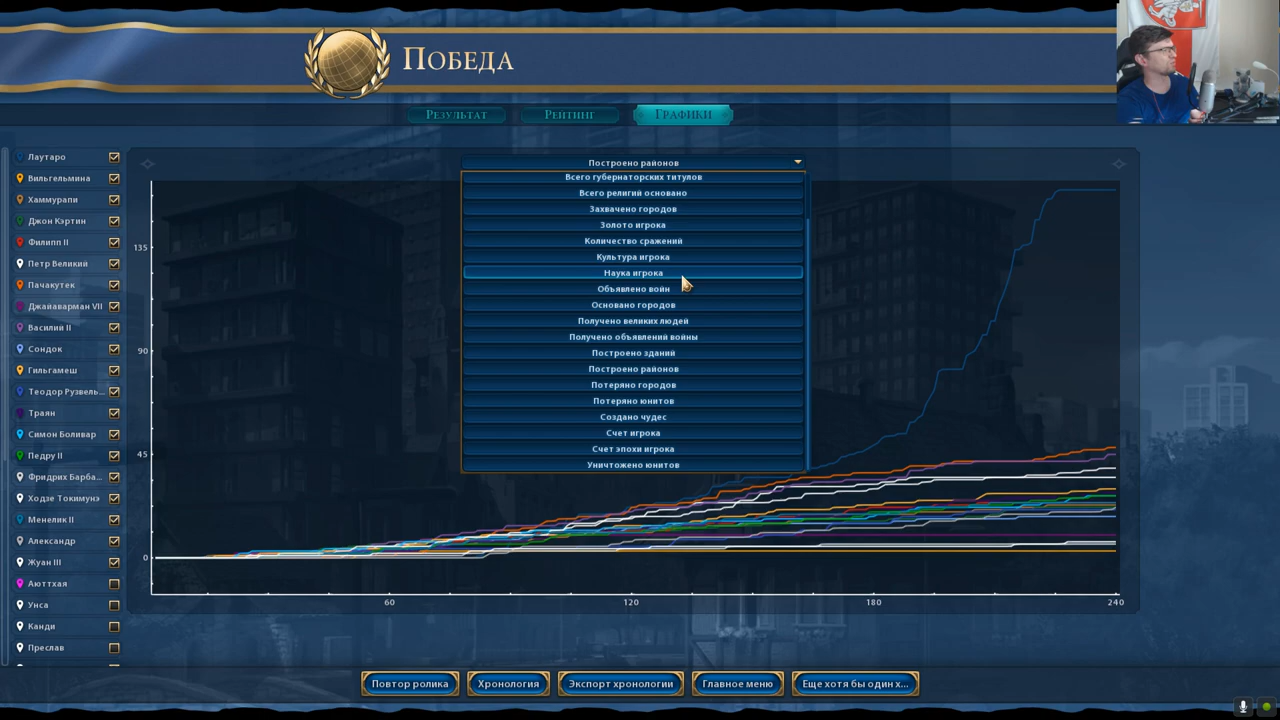 Победа
Результат
Рейтинг
Графики
Лаутаро
Вильгельмина
Хаммурапи
Джон Кэртин
Филипп II
Петр Великий
Пачакутек
Джайаварман VII
Василий II
Сондок
Гильгамеш
Теодор Рузвель...
Траян
Симон Боливар
Педру II
Фридрих Барба...
Ходзе Токимунэ
Менелик II
Александр
Жуан III
Аюттхая
Унса
Канди
Преслав
Построено районов
Всего губернаторских титулов
Всего религий основано
Захвачено городов
Золото игрока
Количество сражений
Культура игрока
Наука игрока
Объявлено войн
Основано городов
Получено великих людей
Получено объявлений войны
Построено зданий
Построено районов
Потеряно городов
Потеряно юнитов
Создано чудес
Счет игрока
Счет эпохи игрока
Уничтожено юнитов
135
90
45
0
60
120
180
240
Повтор ролика
Хронология
Экспорт хронологии
Главное меню
Еще хотя бы один х...